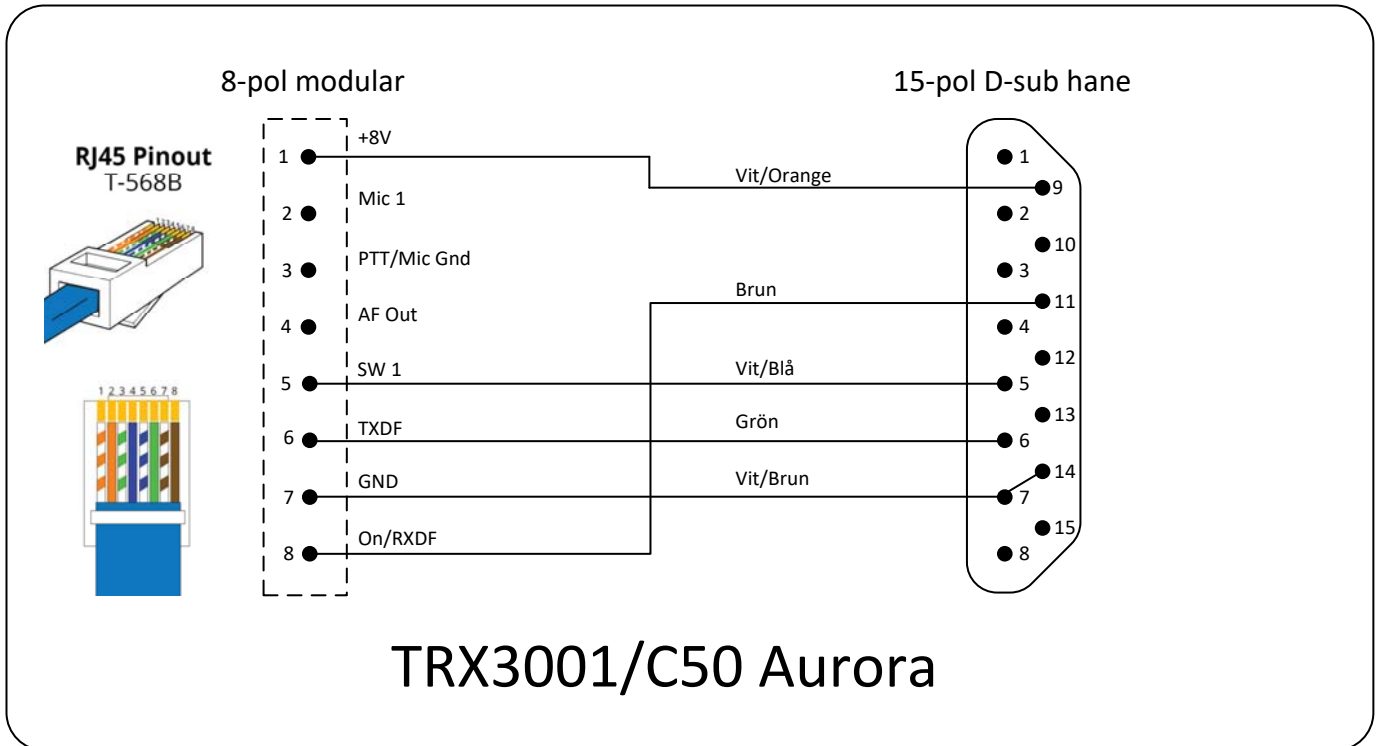 8-pol modular
15-pol D-sub hane
RJ45 Pinout
T-568B
1 2 3 4 5 6 7 8
1 +8V
2 Mic 1
3 PTT/Mic Gnd
4 AF Out
5 SW 1
6 TXDF
7 GND
8 On/RXDF
Vit/Orange
Brun
Vit/Blå
Grön
Vit/Brun
1
9
2
10
3
11
4
12
5
13
6
14
7
15
8
TRX3001/C50 Aurora